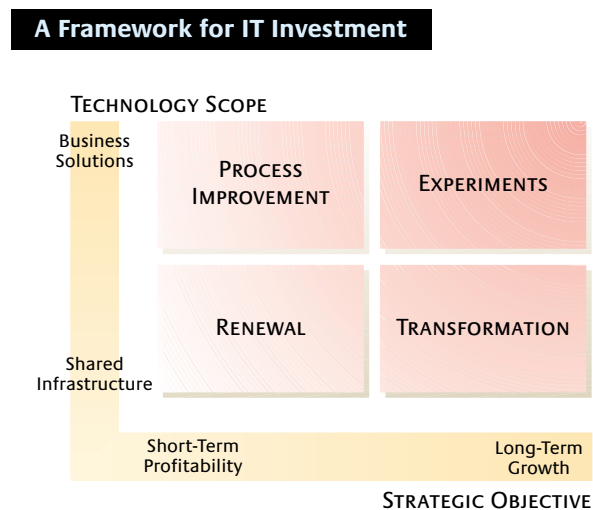 A Framework for IT Investment
TECHNOLOGY SCOPE
Business
Solutions
PROCESS
IMPROVEMENT
EXPERIMENTS
RENEWAL
TRANSFORMATION
Shared
Infrastructure
Short-Term
Profitability
Long-Term
Growth
STRATEGIC OBJECTIVE